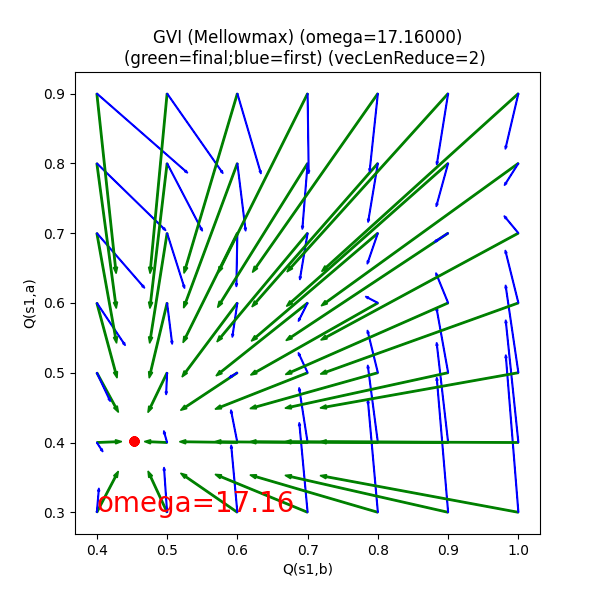 GVI (Mellowmax) (omega=17.16000)
(green=final;blue=first) (vecLenReduce=2)
Q(s1,a)
0.9
0.8
0.7
0.6
0.5
0.4
0.3
omega=17.16
0.4 0.5 0.6 0.7 0.8 0.9 1.0
Q(s1,b)